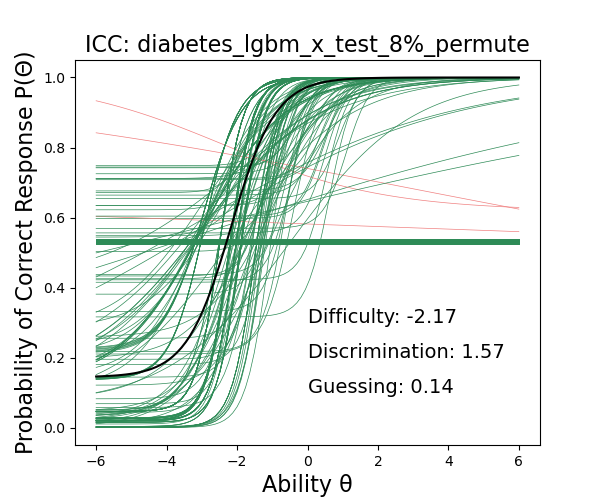 ICC: diabetes_lgbm_x_test_8%_permute
Probability of Correct Response P(Θ)
1.0
0.8
0.6
0.4
0.2
0.0
Difficulty: -2.17
Discrimination: 1.57
Guessing: 0.14
−6 −4 −2 0 2 4 6
Ability θ